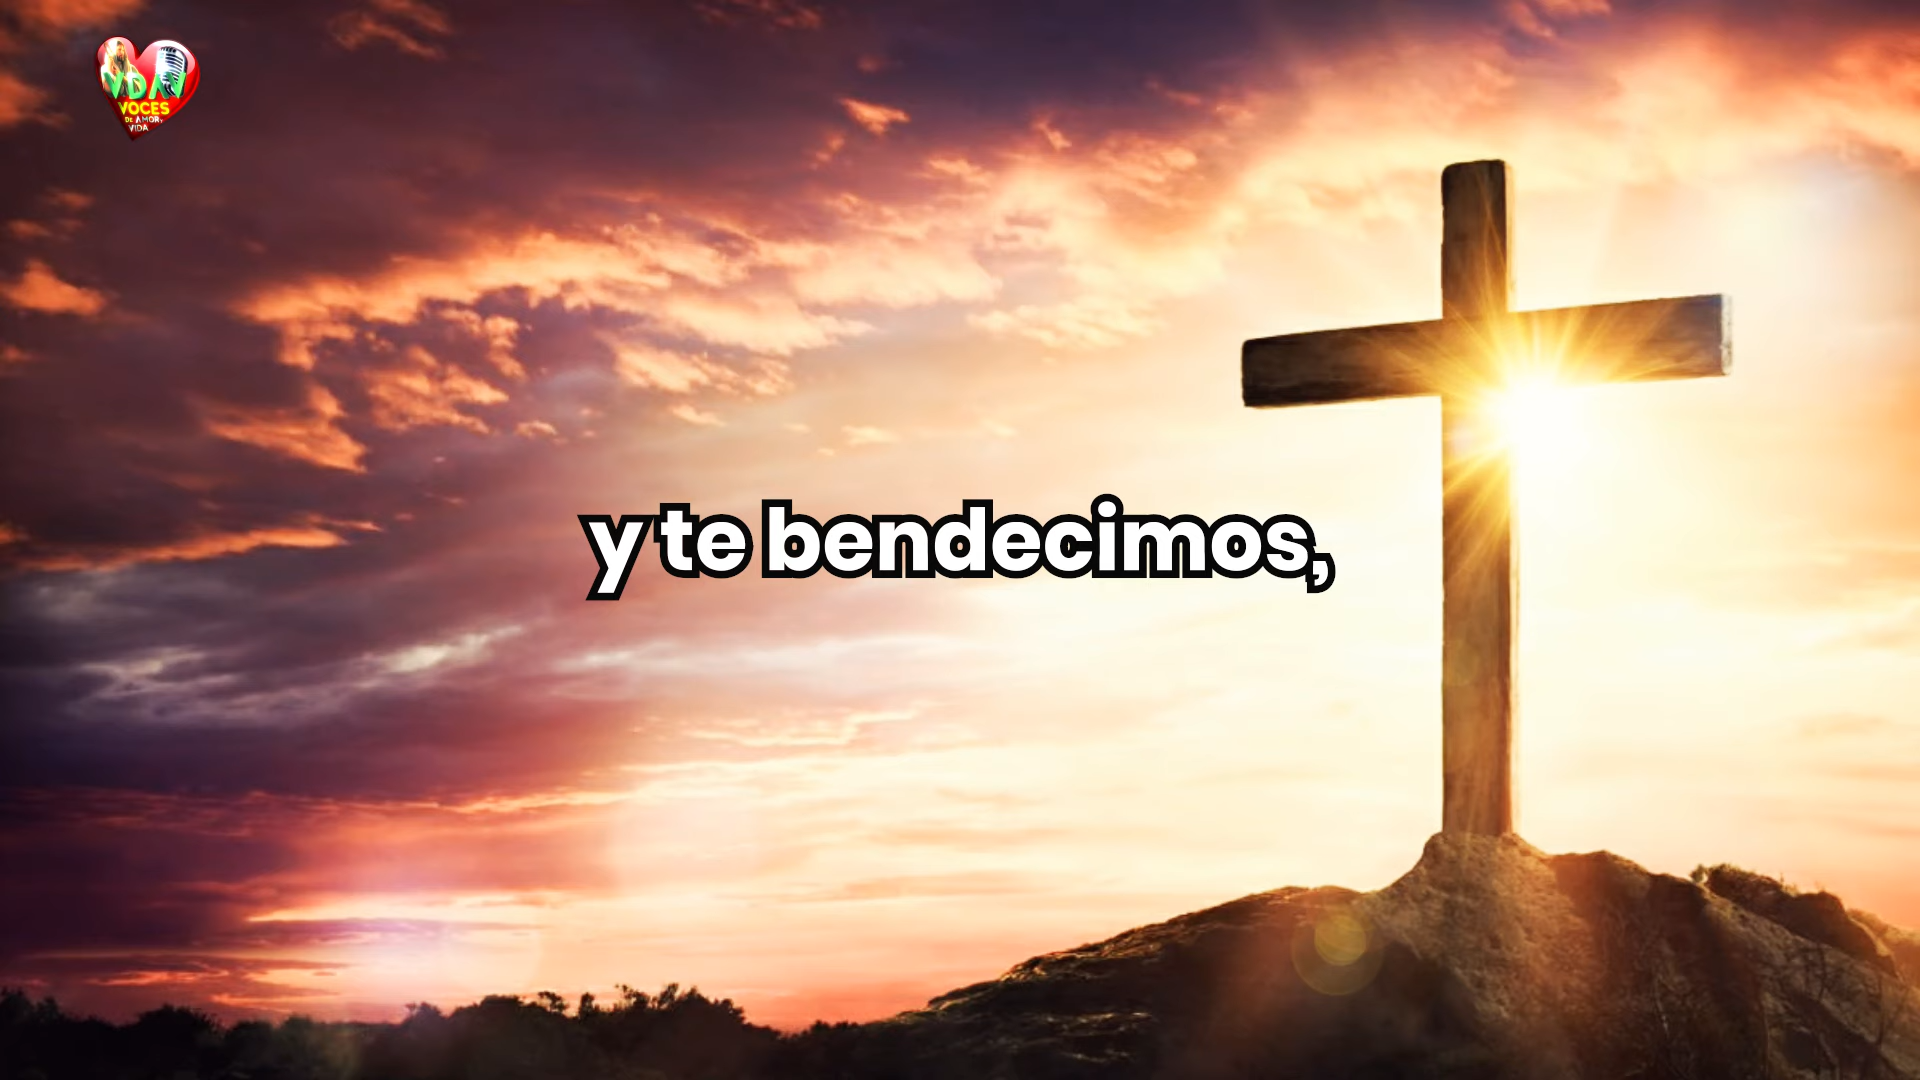 VDAV
VOCES
DE AMOR,
VIDA
y te bendecimos,